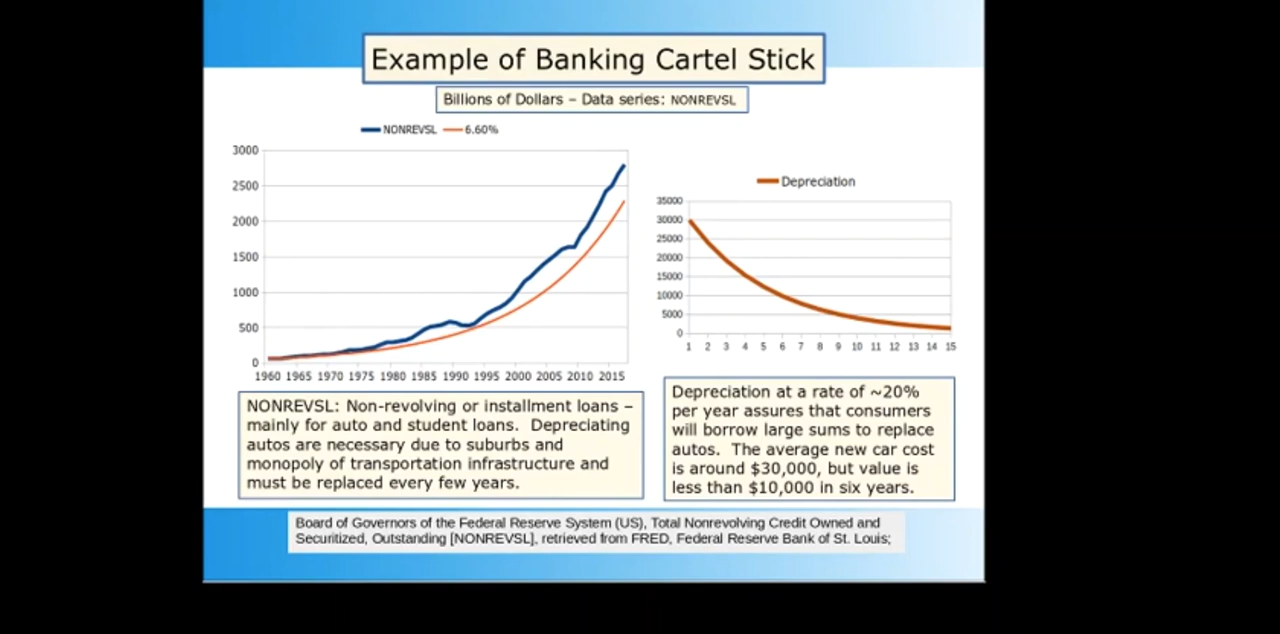 Example of Banking Cartel Stick
Billions of Dollars – Data series: NONREVSL
NONREVSL 6.60%
3000
2500
2000
1500
1000
500
0
1960 1965 1970 1975 1980 1985 1990 1995 2000 2005 2010 2015
Depreciation
35000
30000
25000
20000
15000
10000
5000
0
1 2 3 4 5 6 7 8 9 10 11 12 13 14 15
NONREVSL: Non-revolving or installment loans –
mainly for auto and student loans. Depreciating
autos are necessary due to suburbs and
monopoly of transportation infrastructure and
must be replaced every few years.
Depreciation at a rate of ~20%
per year assures that consumers
will borrow large sums to replace
autos. The average new car cost
is around $30,000, but value is
less than $10,000 in six years.
Board of Governors of the Federal Reserve System (US), Total Nonrevolving Credit Owned and
Securitized, Outstanding [NONREVSL], retrieved from FRED, Federal Reserve Bank of St. Louis;